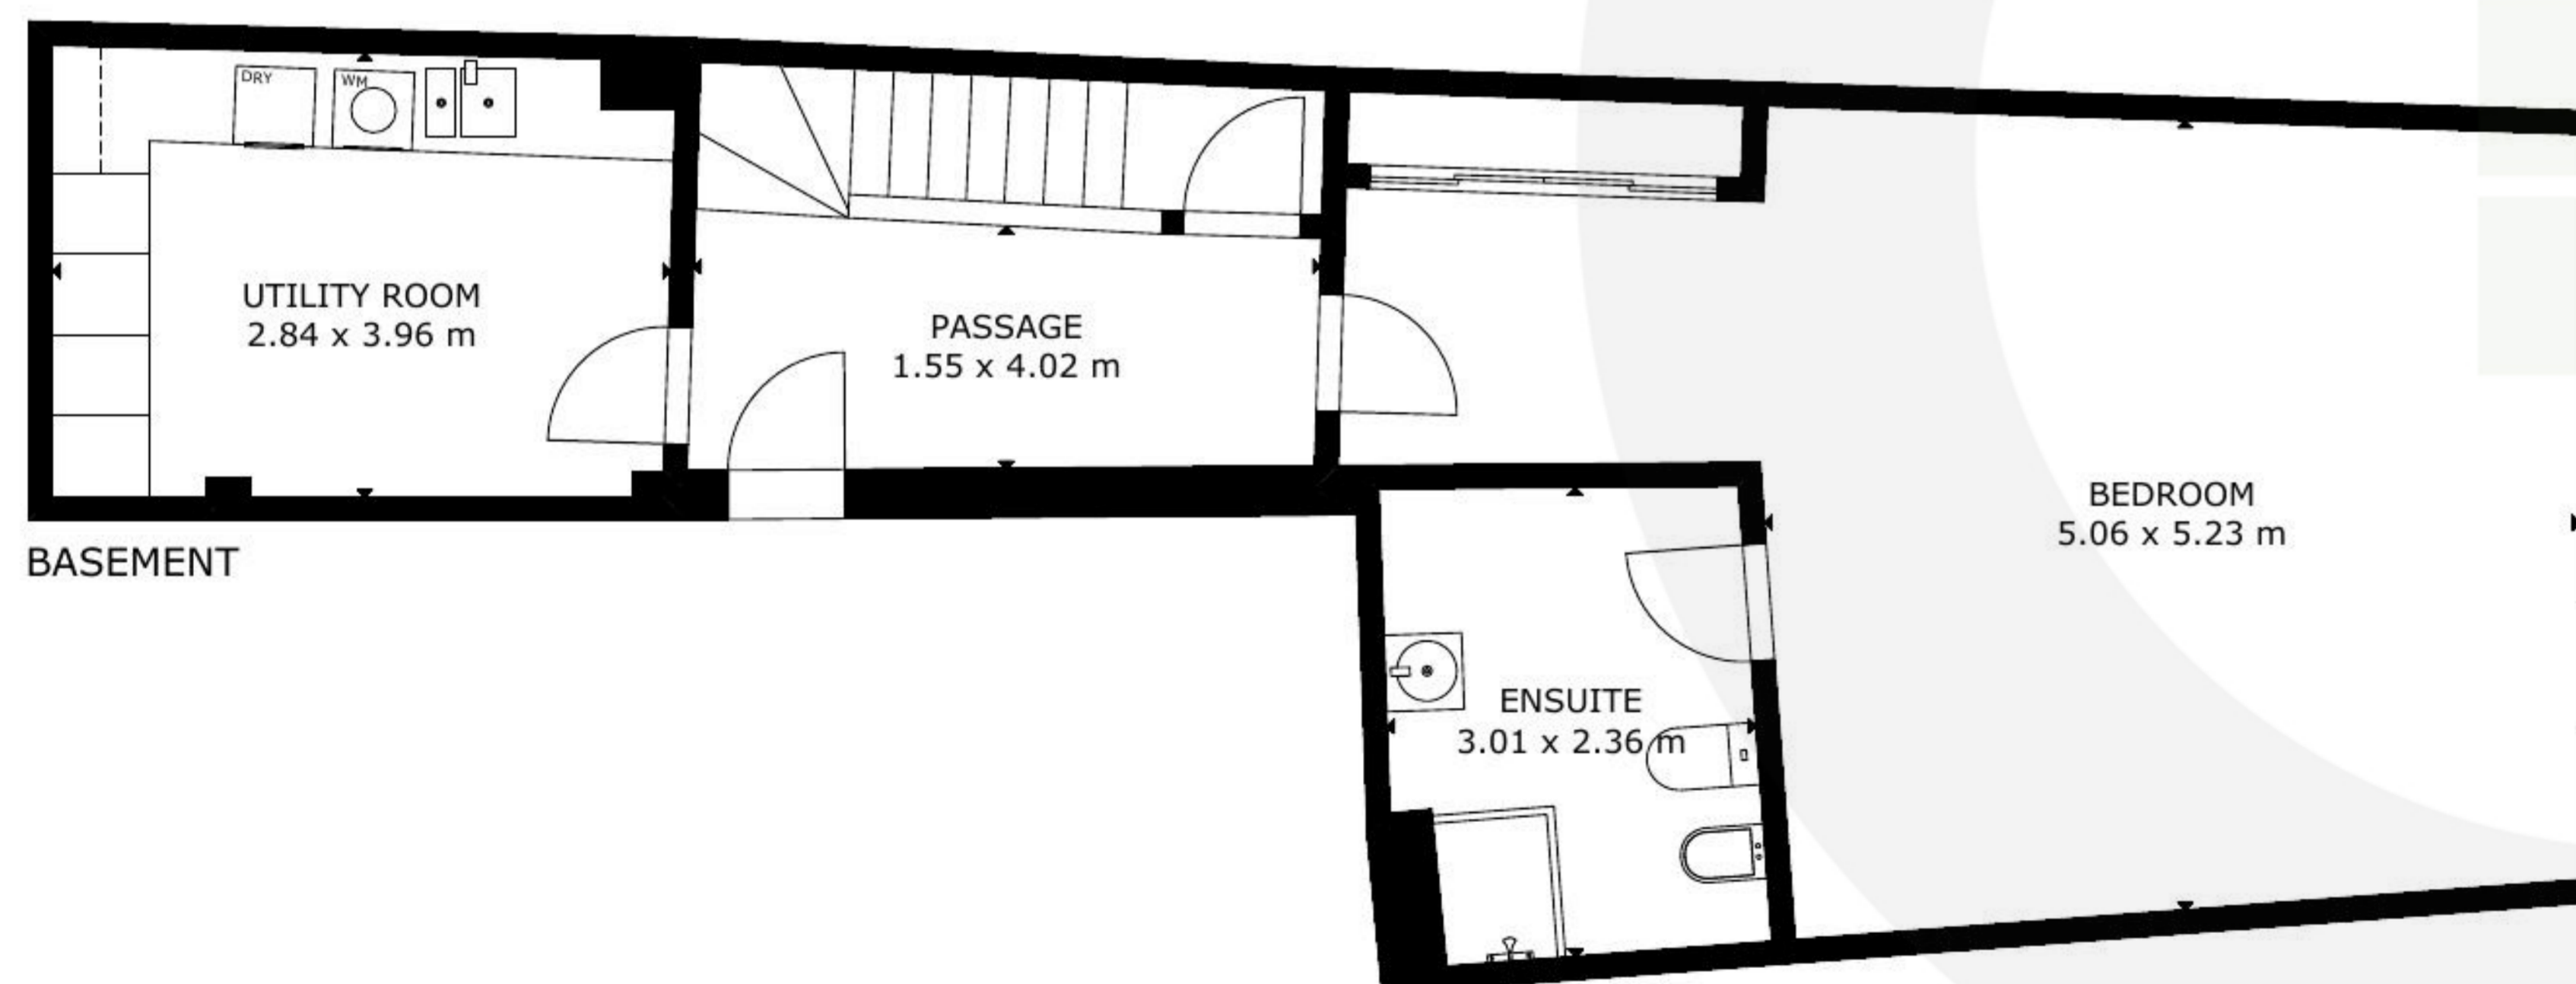 DRY
WM
UTILITY ROOM
2.84 x 3.96 m
PASSAGE
1.55 x 4.02 m
BEDROOM
5.06 x 5.23 m
BASEMENT
ENSUITE
3.01 x 2.36 m